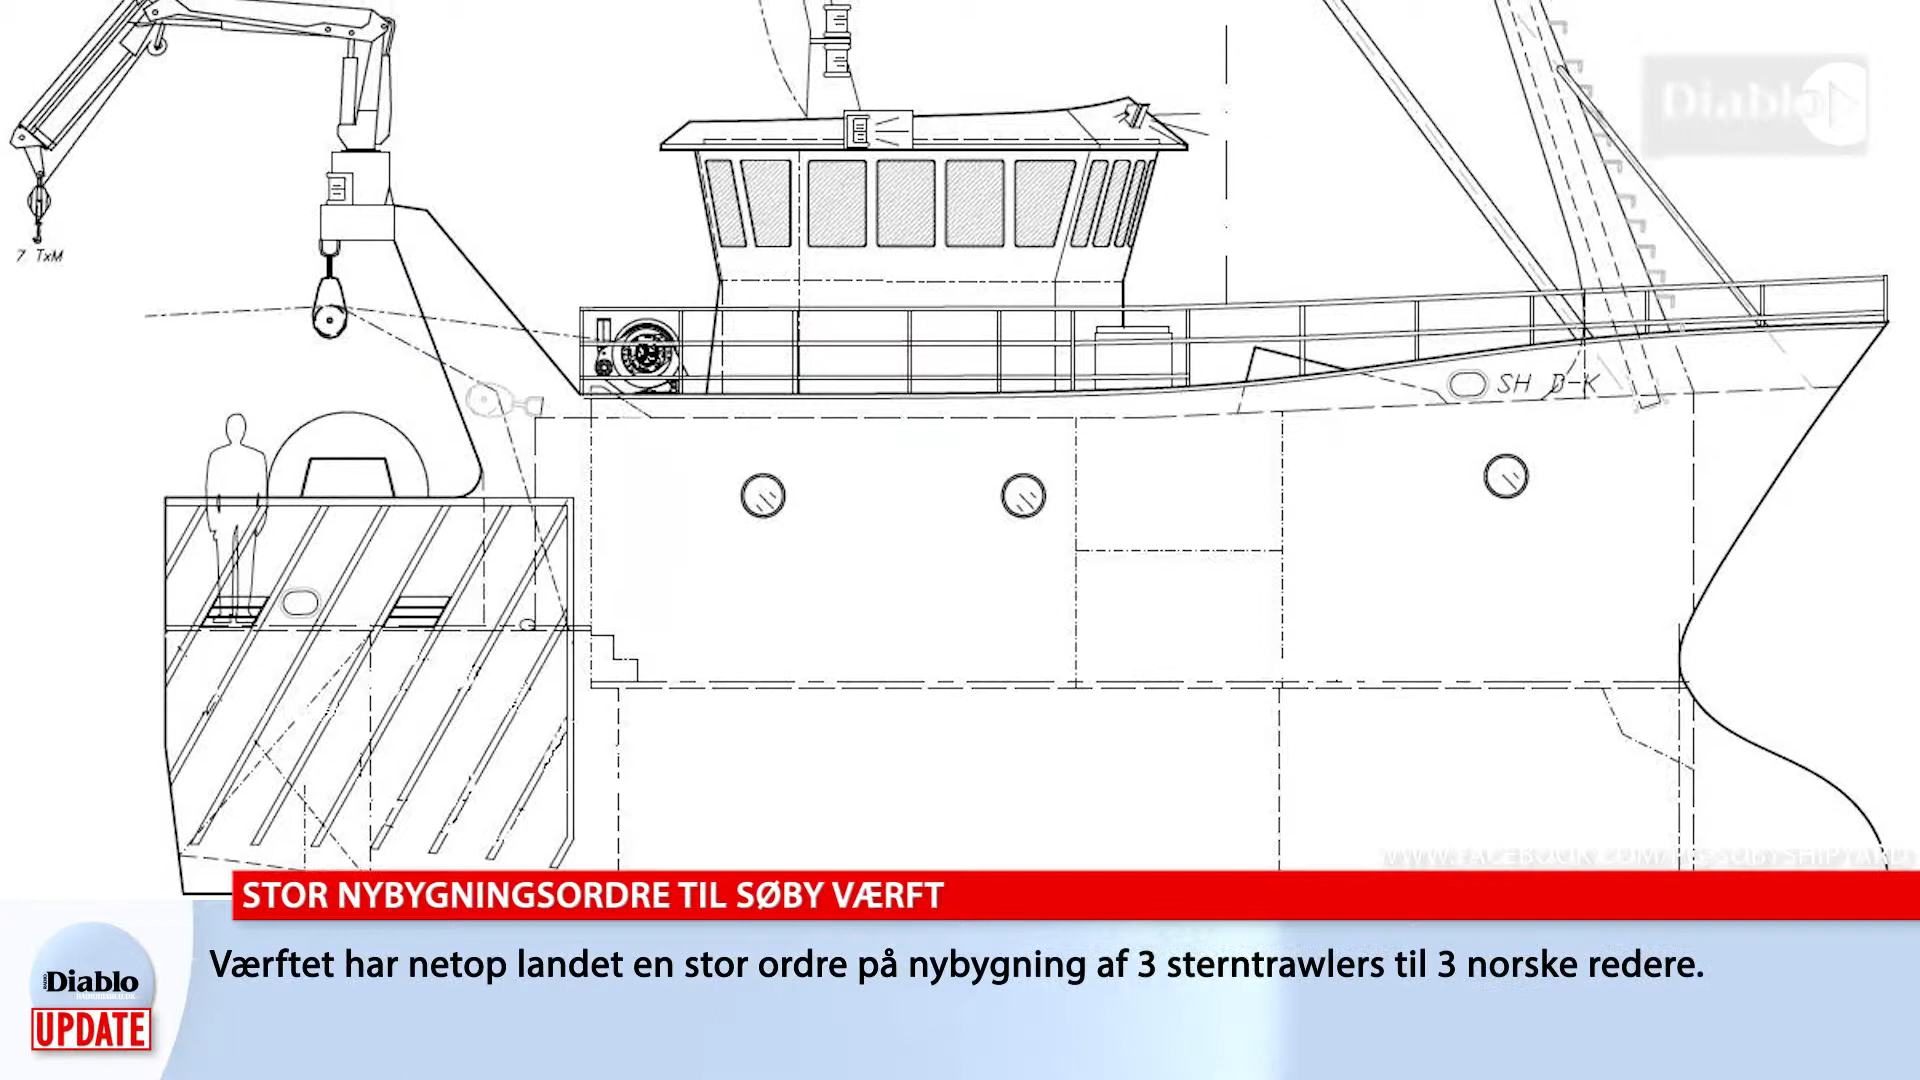 Diablo
7 TxM
SH B-K
STOR NYBYGNINGSORDRE TIL SØBY VÆRFT
Værftet har netop landet en stor ordre på nybygning af 3 sterntrawlers til 3 norske redere.
Diablo
UPDATE